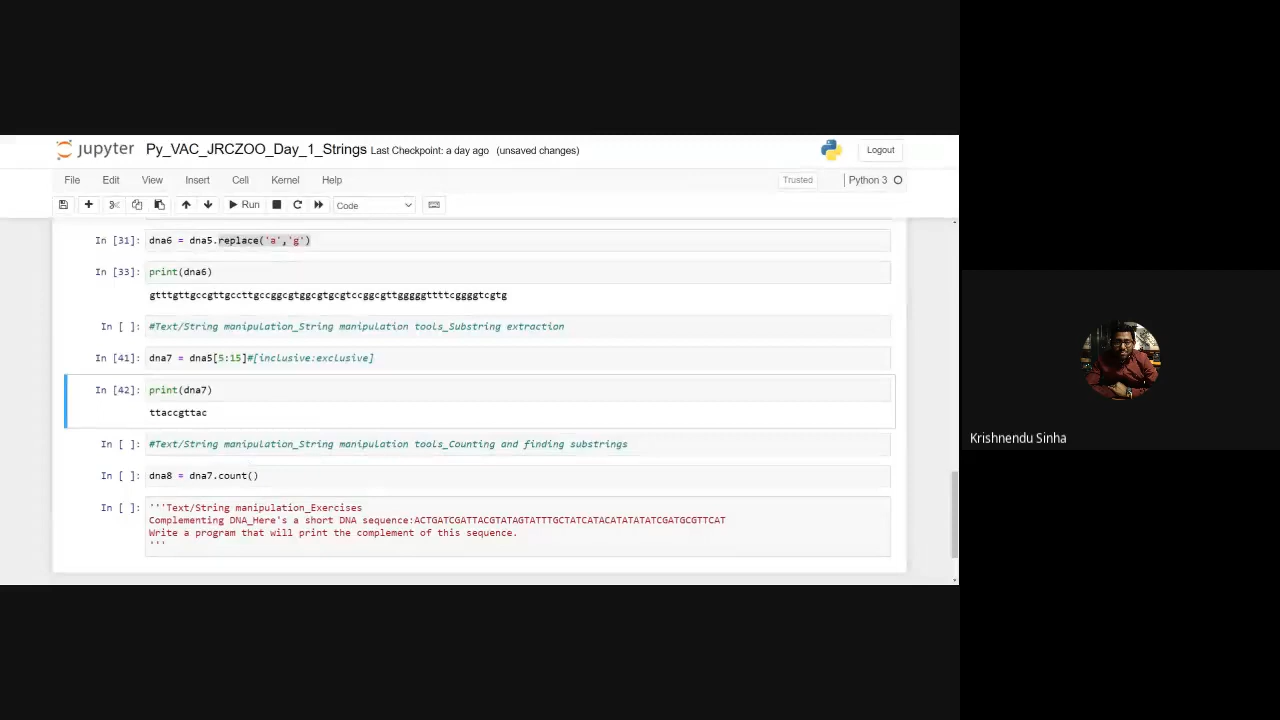 jupyter Py_VAC_JRCZOO_Day_1_Strings Last Checkpoint: a day ago (unsaved changes) Logout
File Edit View Insert Cell Kernel Help Trusted Python 3
Run Code
In [31]: dna6 = dna5.replace('a','g')
In [33]: print(dna6)
gtttgttgccgttgccttgccggcgtggcgtgcgtccggcgttgggggttttcggggtcgtg
In [ ]: #Text/String manipulation_String manipulation tools_Substring extraction
In [41]: dna7 = dna5[5:15]#[inclusive:exclusive]
In [42]: print(dna7)
ttaccgttac
In [ ]: #Text/String manipulation_String manipulation tools_Counting and finding substrings
In [ ]: dna8 = dna7.count()
In [ ]: '''Text/String manipulation_Exercises
Complementing DNA_Here's a short DNA sequence:ACTGATCGATTACGTATAGTATTTGCTATCATACATATATATCGATGCGTTCAT
Write a program that will print the complement of this sequence.
'''
Krishnendu Sinha